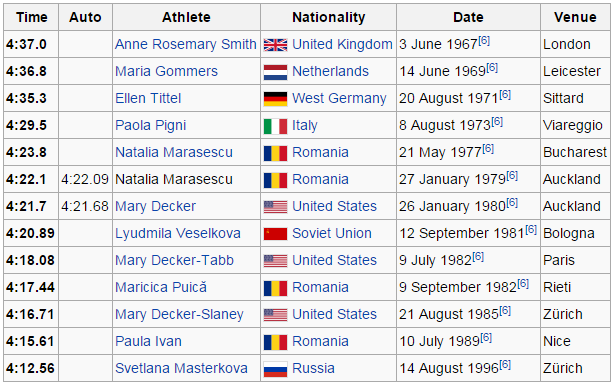 Time Auto Athlete Nationality Date Venue
4:37.0 Anne Rosemary Smith United Kingdom 3 June 1967[6] London
4:36.8 Maria Gommers Netherlands 14 June 1969[6] Leicester
4:35.3 Ellen Tittel West Germany 20 August 1971[6] Sittard
4:29.5 Paola Pigni Italy 8 August 1973[6] Viareggio
4:23.8 Natalia Marasescu Romania 21 May 1977[6] Bucharest
4:22.1 4:22.09 Natalia Marasescu Romania 27 January 1979[6] Auckland
4:21.7 4:21.68 Mary Decker United States 26 January 1980[6] Auckland
4:20.89 Lyudmila Veselkova Soviet Union 12 September 1981[6] Bologna
4:18.08 Mary Decker-Tabb United States 9 July 1982[6] Paris
4:17.44 Maricica Puică Romania 9 September 1982[6] Rieti
4:16.71 Mary Decker-Slaney United States 21 August 1985[6] Zürich
4:15.61 Paula Ivan Romania 10 July 1989[6] Nice
4:12.56 Svetlana Masterkova Russia 14 August 1996[6] Zürich